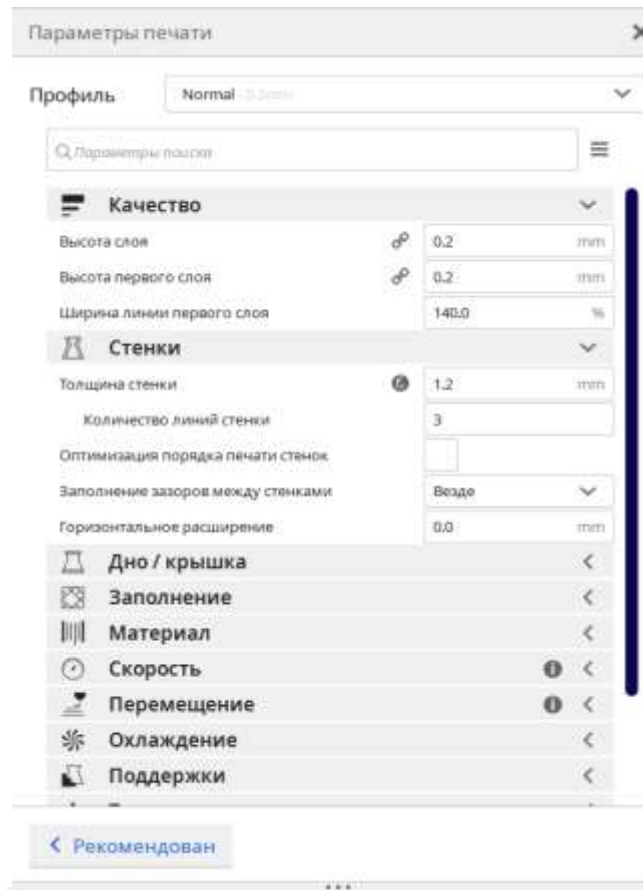 Параметры печати
Профиль Normal 0.2mm
Параметры поиска
Качество
Высота слоя 0.2 mm
Высота первого слоя 0.2 mm
Ширина линии первого слоя 140.0 %
Стенки
Толщина стенки 1.2 mm
Количество линий стенки 3
Оптимизация порядка печати стенок
Заполнение зазоров между стенками Везде
Горизонтальное расширение 0.0 mm
Дно / крышка
Заполнение
Материал
Скорость
Перемещение
Охлаждение
Поддержки
Рекомендован